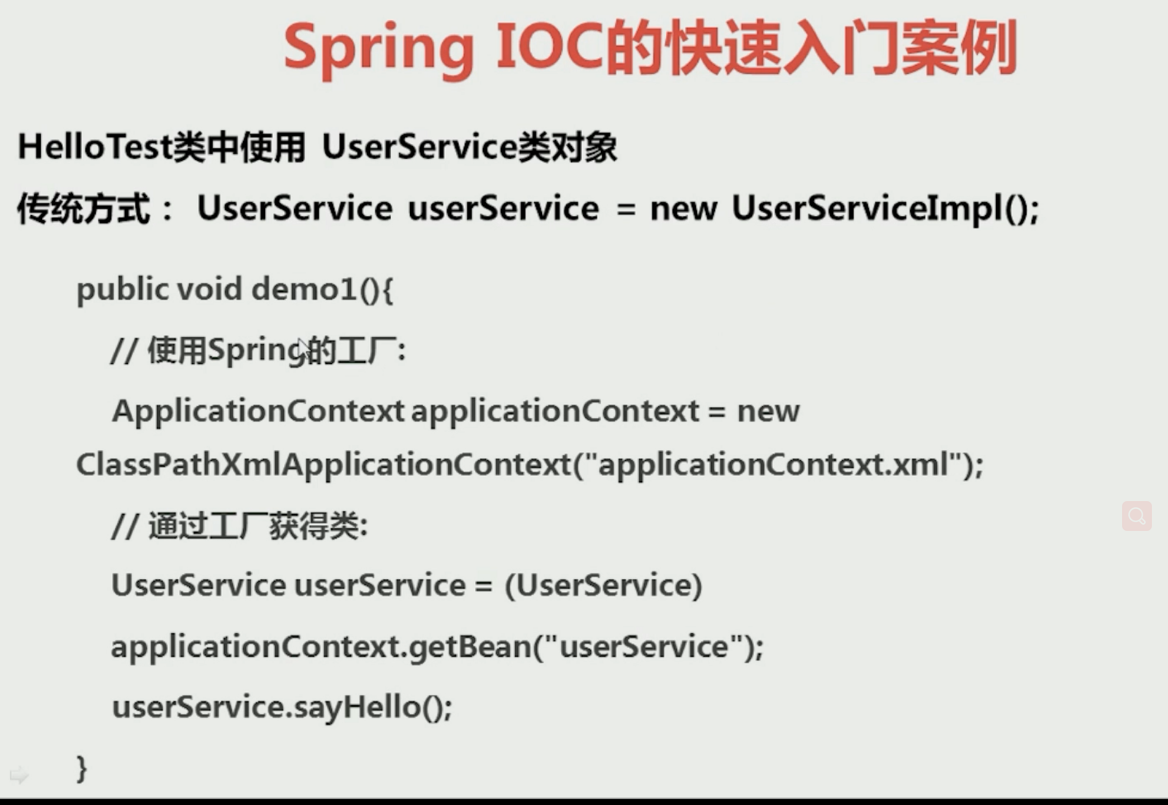 Spring IOC的快速入门案例
HelloTest类中使用 UserService类对象
传统方式： UserService userService = new UserServiceImpl();
public void demo1(){
// 使用Spring的工厂:
ApplicationContext applicationContext = new
ClassPathXmlApplicationContext("applicationContext.xml");
// 通过工厂获得类:
UserService userService = (UserService)
applicationContext.getBean("userService");
userService.sayHello();
}